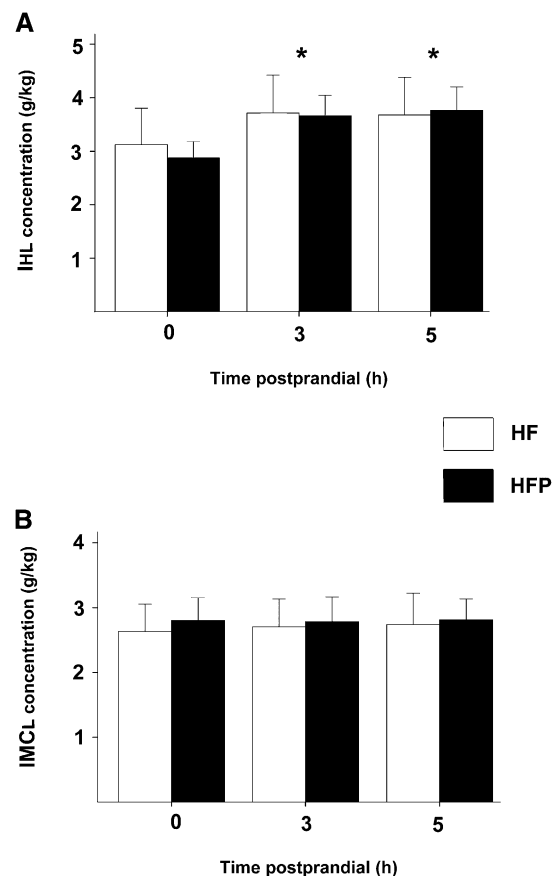 A
IHL concentration (g/kg)
5
4
3
2
1
* *
0 3 5
Time postprandial (h)
HF
HFP
B
IMCL concentration (g/kg)
4
3
2
1
0 3 5
Time postprandial (h)